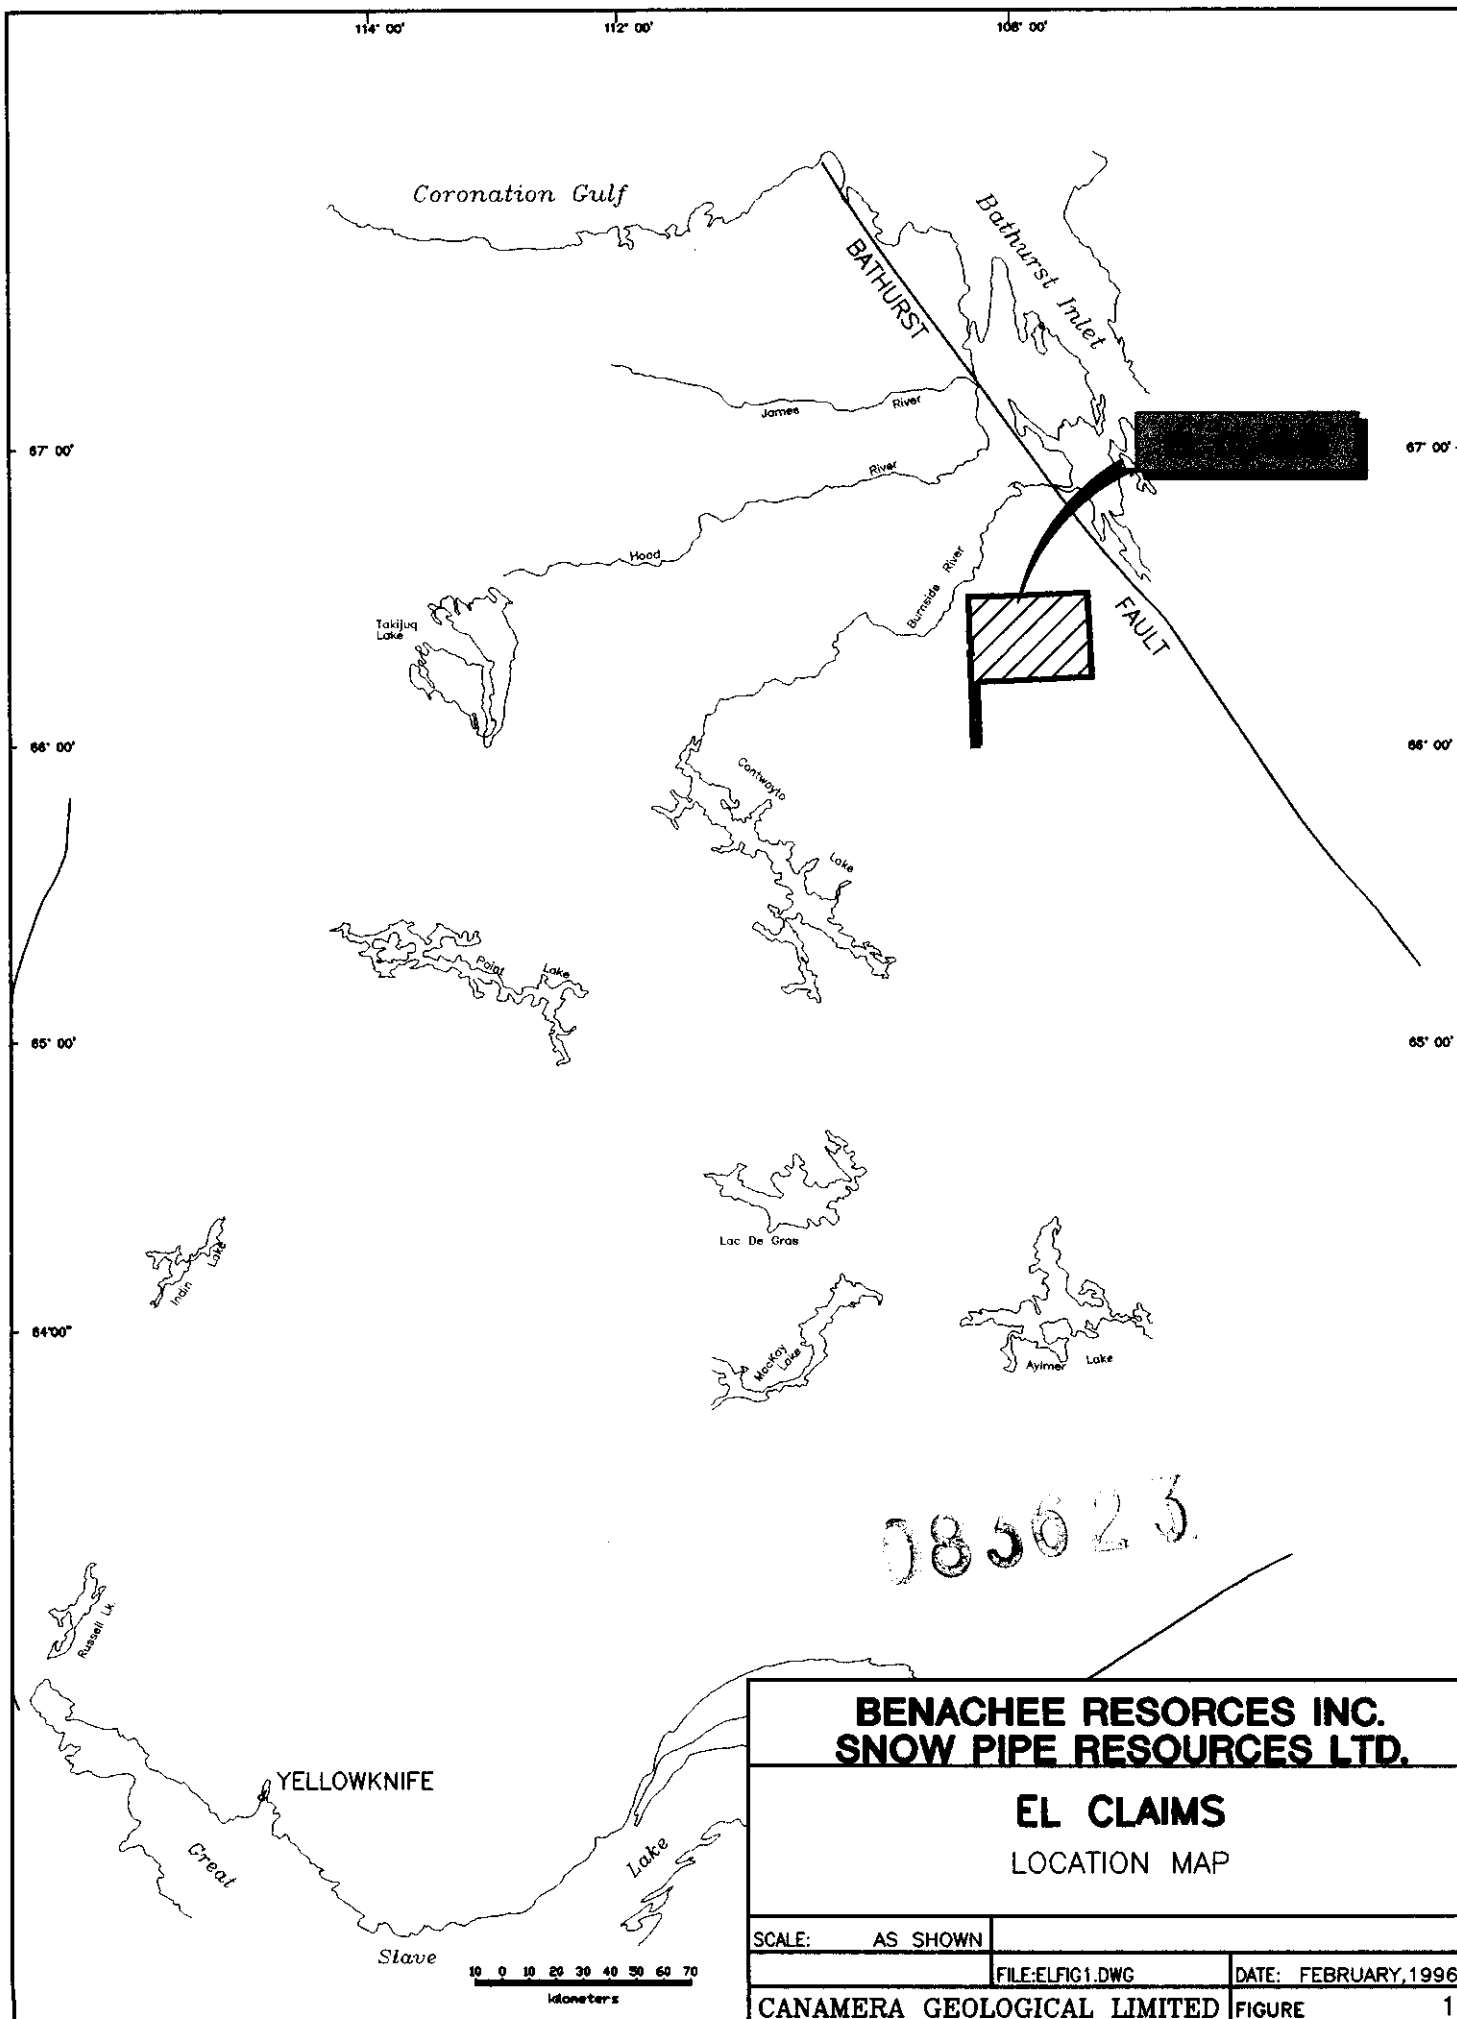 114° 00'
112° 00'
108° 00'
Coronation Gulf
Bathurst Inlet
BATHURST
James River
67° 00'
67° 00'
Hood River
Burnside River
FAULT
Takijuq
Lake
66° 00'
66° 00'
Contwoyto Lake
Point Lake
65° 00'
65° 00'
Lac De Gras
Indin Lake
64°00"
MacKay
Lake
Aylmer Lake
Russell Lk.
YELLOWKNIFE
Great Slave Lake
10 0 10 20 30 40 50 60 70
kilometers
BENACHEE RESORCES INC.
SNOW PIPE RESOURCES LTD.
EL CLAIMS
LOCATION MAP
SCALE: AS SHOWN
FILE:ELFIG1.DWG
DATE: FEBRUARY,1996
CANAMERA GEOLOGICAL LIMITED
FIGURE 1